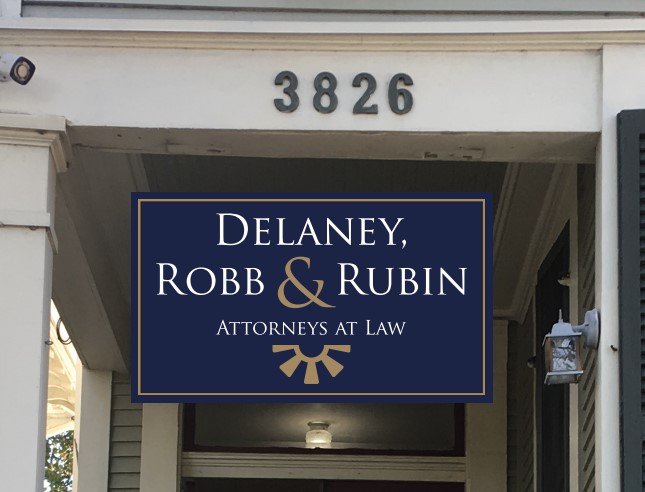 3826
DELANEY,
ROBB & RUBIN
ATTORNEYS AT LAW